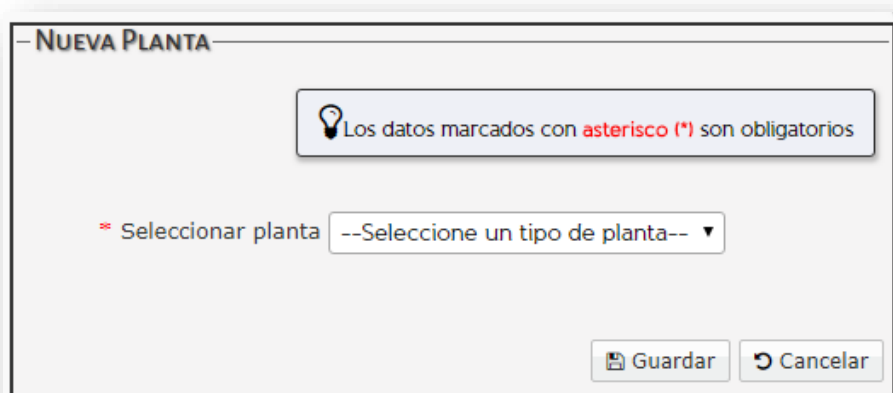 Nueva Planta
Los datos marcados con asterisco (*) son obligatorios
* Seleccionar planta --Seleccione un tipo de planta--
Guardar Cancelar